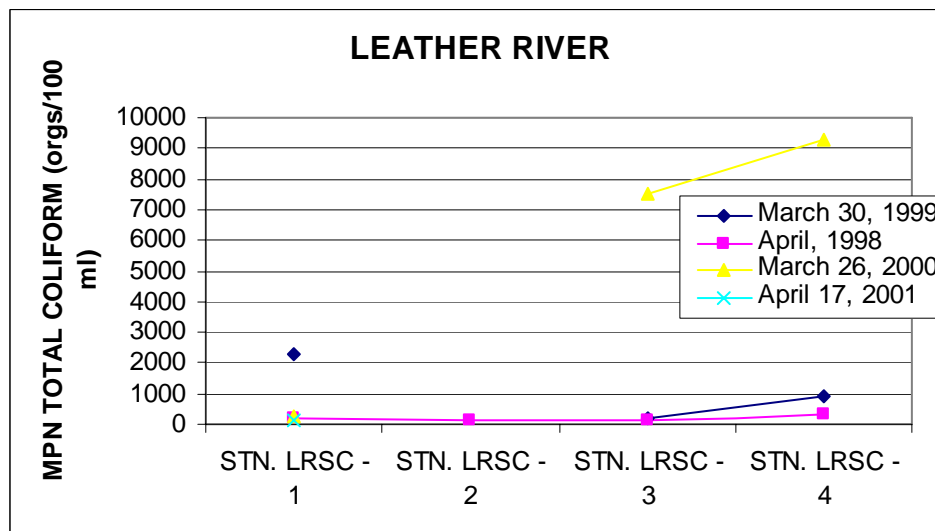 LEATHER RIVER
MPN TOTAL COLIFORM (orgs/100
ml)
10000
9000
8000
7000
6000
5000
4000
3000
2000
1000
0
March 30, 1999
April, 1998
March 26, 2000
April 17, 2001
STN. LRSC -
1
STN. LRSC -
2
STN. LRSC -
3
STN. LRSC -
4